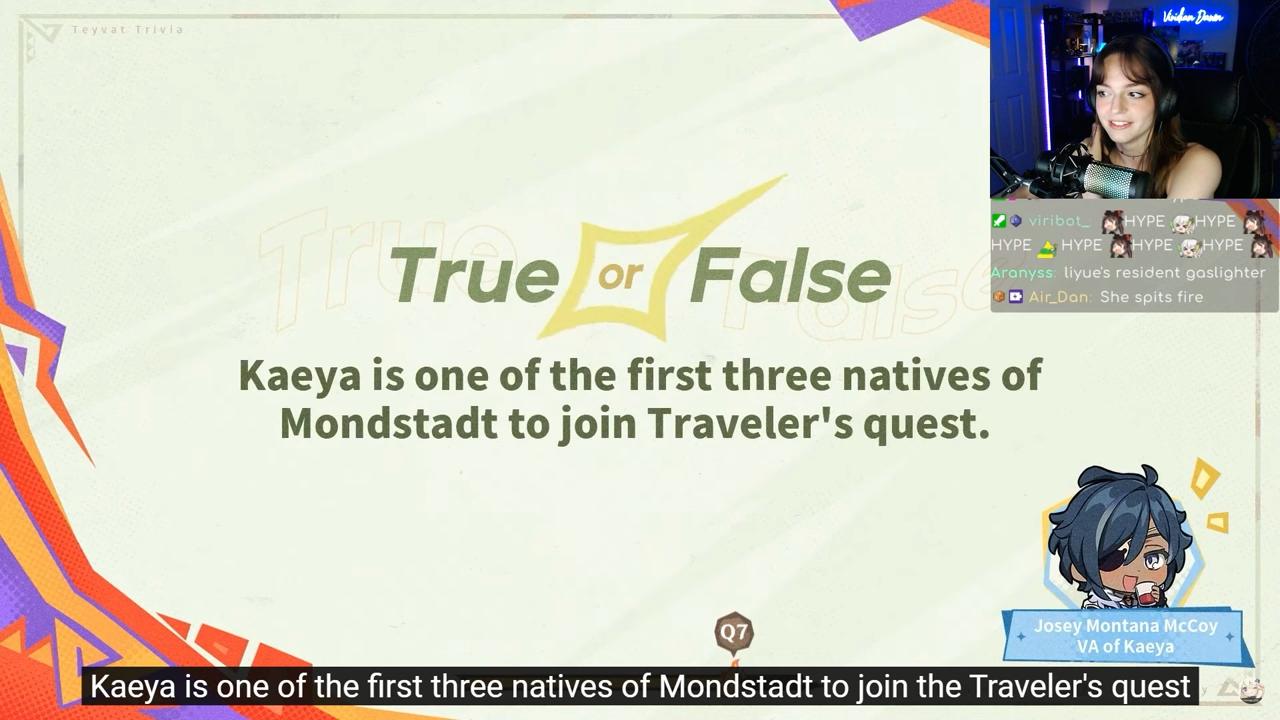 Teyvat Trivia
Viridian Dawn
viribot_ HYPE HYPE
HYPE HYPE HYPE HYPE
Aranyss: liyue's resident gaslighter
Air_Dan: She spits fire
True or False
Kaeya is one of the first three natives of
Mondstadt to join Traveler's quest.
Josey Montana McCoy
VA of Kaeya
Q7
Kaeya is one of the first three natives of Mondstadt to join the Traveler's quest